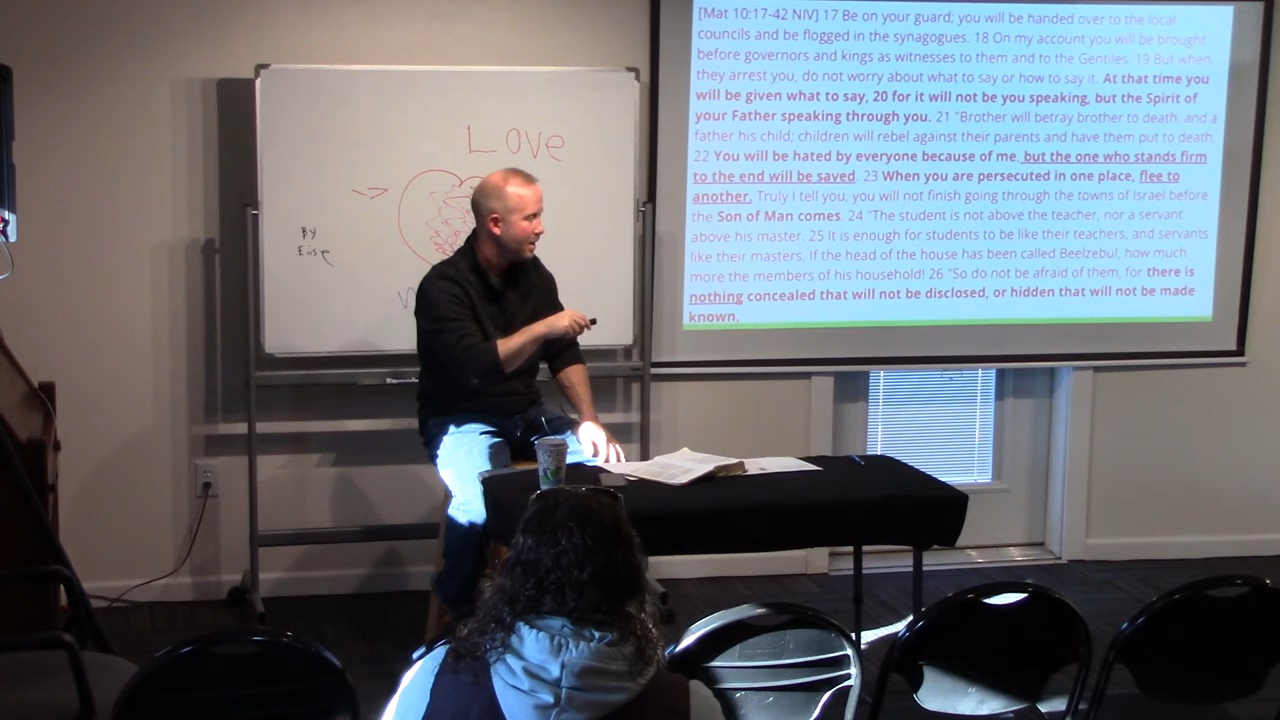 [Mat 10:17-42 NIV] 17 Be on your guard; you will be handed over to the local
councils and be flogged in the synagogues. 18 On my account you will be brought
before governors and kings as witnesses to them and to the Gentiles. 19 But when
they arrest you, do not worry about what to say or how to say it. At that time you
will be given what to say, 20 for it will not be you speaking, but the Spirit of
your Father speaking through you. 21 "Brother will betray brother to death, and a
father his child; children will rebel against their parents and have them put to death.
22 You will be hated by everyone because of me, but the one who stands firm
to the end will be saved. 23 When you are persecuted in one place, flee to
another. Truly I tell you, you will not finish going through the towns of Israel before
the Son of Man comes. 24 "The student is not above the teacher, nor a servant
above his master. 25 It is enough for students to be like their teachers, and servants
like their masters. If the head of the house has been called Beelzebul, how much
more the members of his household! 26 "So do not be afraid of them, for there is
nothing concealed that will not be disclosed, or hidden that will not be made
known.
Love
By